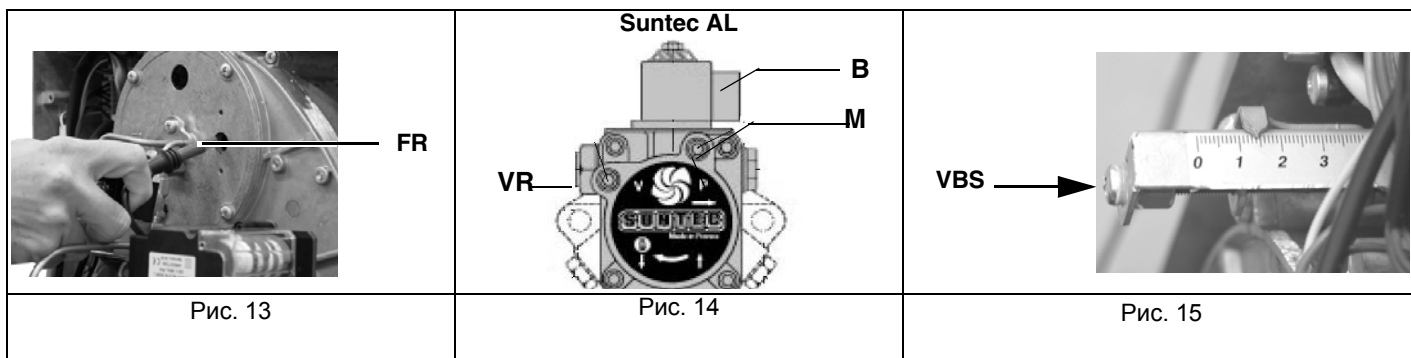 FR
Рис. 13
Suntec AL
B
M
VR
V
P
SUNTEC
Made in France
Рис. 14
VBS
0 1 2 3
Рис. 15